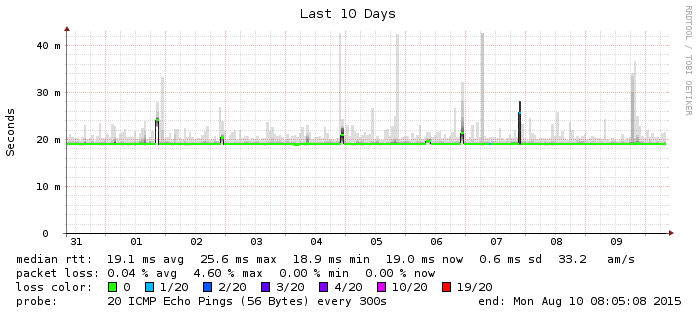 Last 10 Days
RRDTOOL / TOBI OETIKER
Seconds
40 m
30 m
20 m
10 m
0
31 01 02 03 04 05 06 07 08 09
median rtt: 19.1 ms avg 25.6 ms max 18.9 ms min 19.0 ms now 0.6 ms sd 33.2 am/s
packet loss: 0.04 % avg 4.60 % max 0.00 % min 0.00 % now
loss color: 0 1/20 2/20 3/20 4/20 10/20 19/20
probe: 20 ICMP Echo Pings (56 Bytes) every 300s end: Mon Aug 10 08:05:08 2015